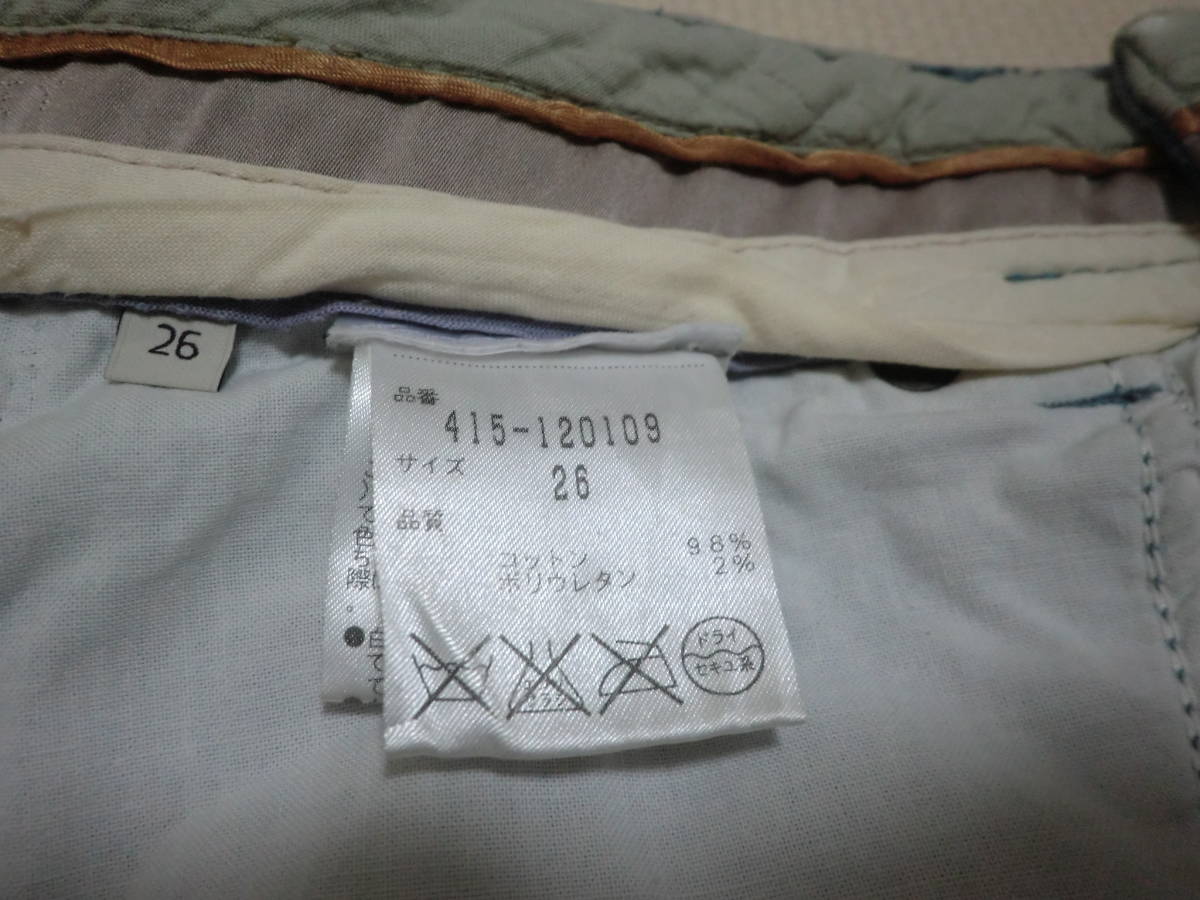 26
品番
415-120109
サイズ
26
品質
コットン 98%
ポリウレタン 2%
ドライ
セキユ系